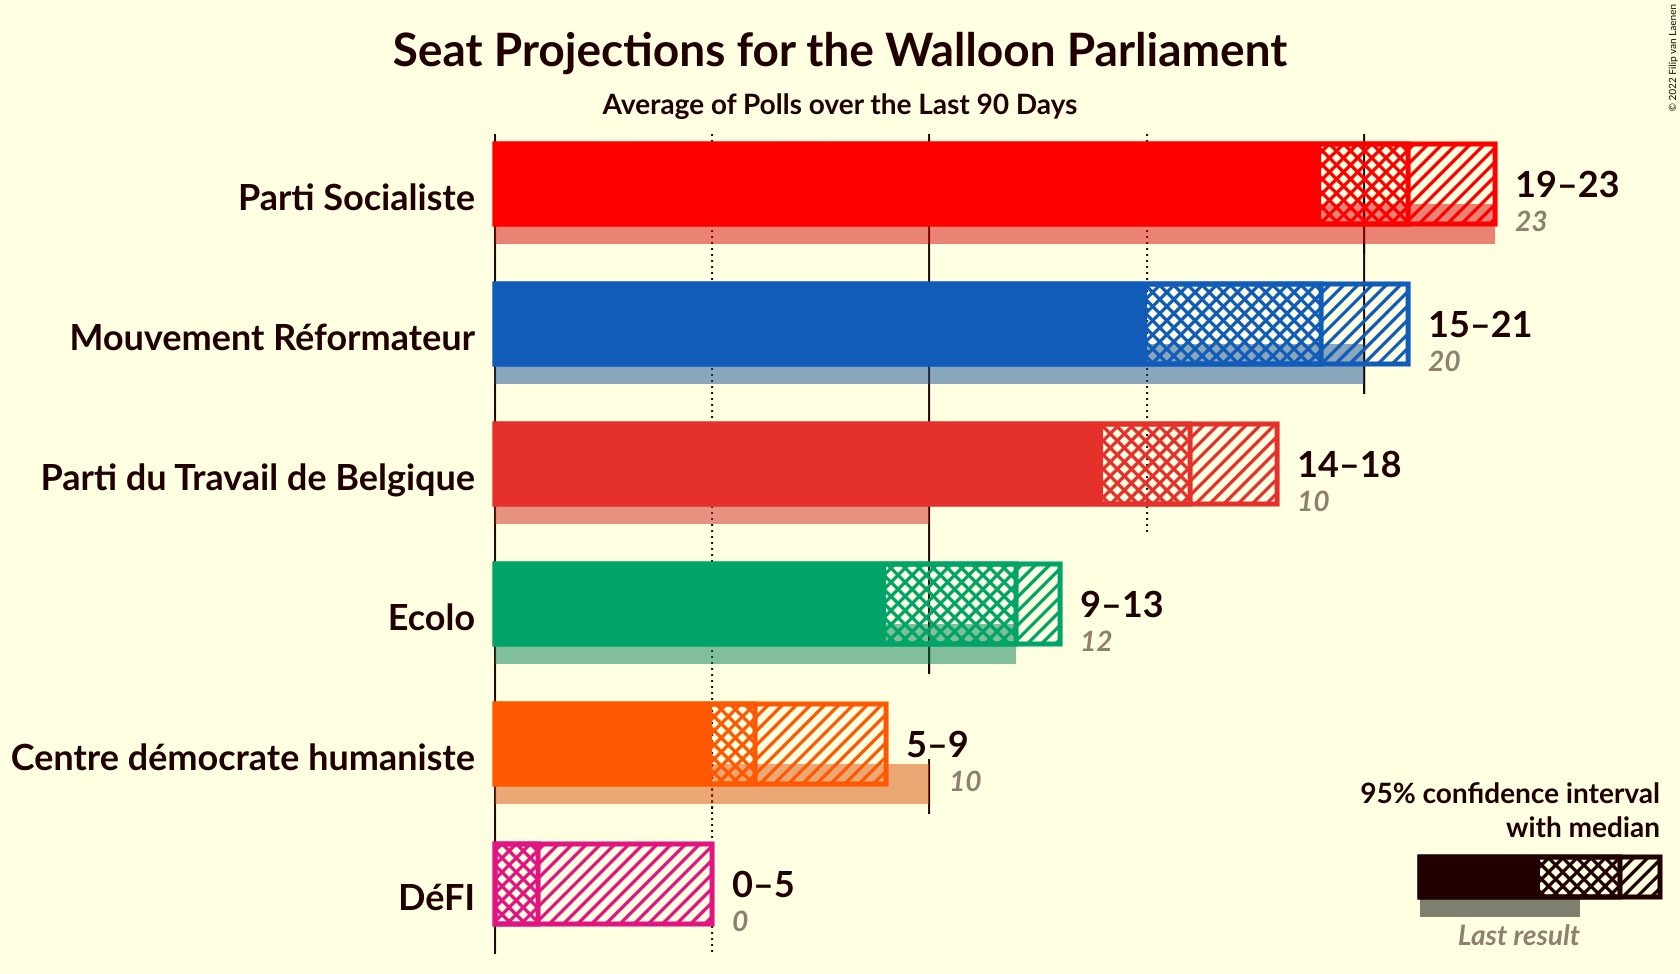 Seat Projections for the Walloon Parliament
Average of Polls over the Last 90 Days
© 2022 Filip van Laenen
Parti Socialiste
19–23
23
Mouvement Réformateur
15–21
20
Parti du Travail de Belgique
14–18
10
Ecolo
9–13
12
Centre démocrate humaniste
5–9
10
DéFI
0–5
0
95% confidence interval
with median
Last result